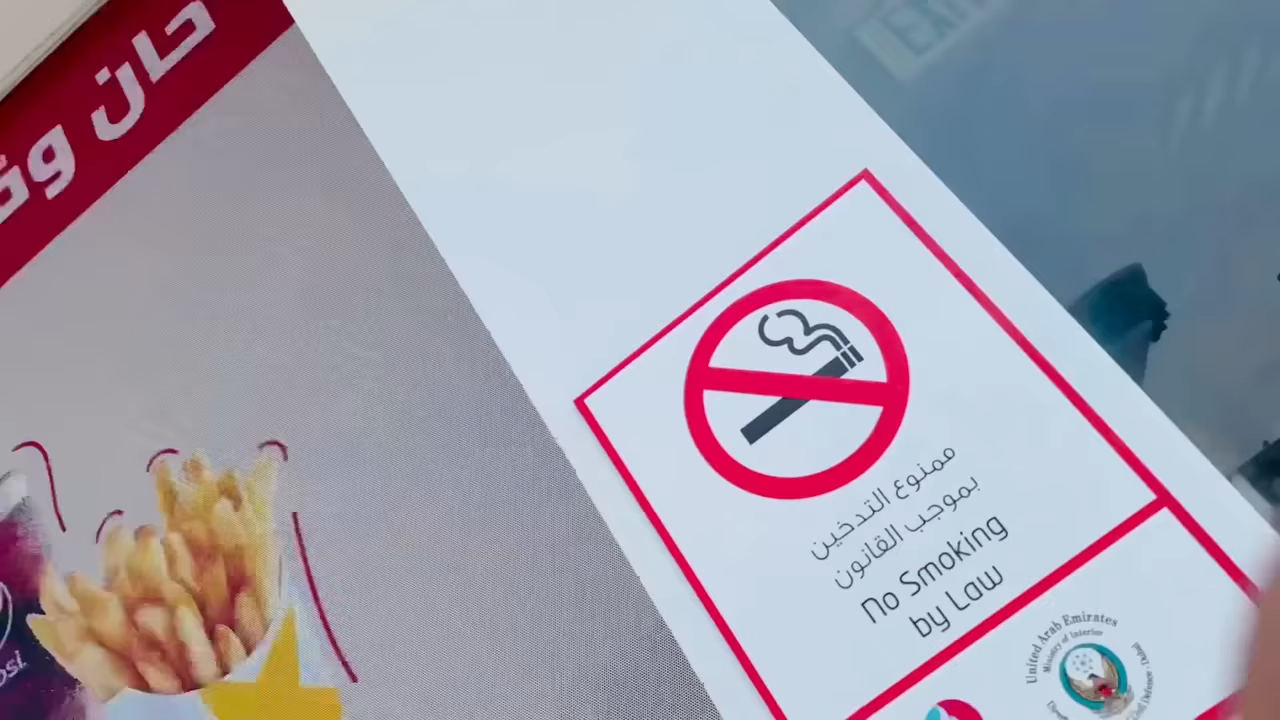 حان
ممنوع التدخين
بموجب القانون
No Smoking
by Law
United Arab Emirates
Ministry of Interior